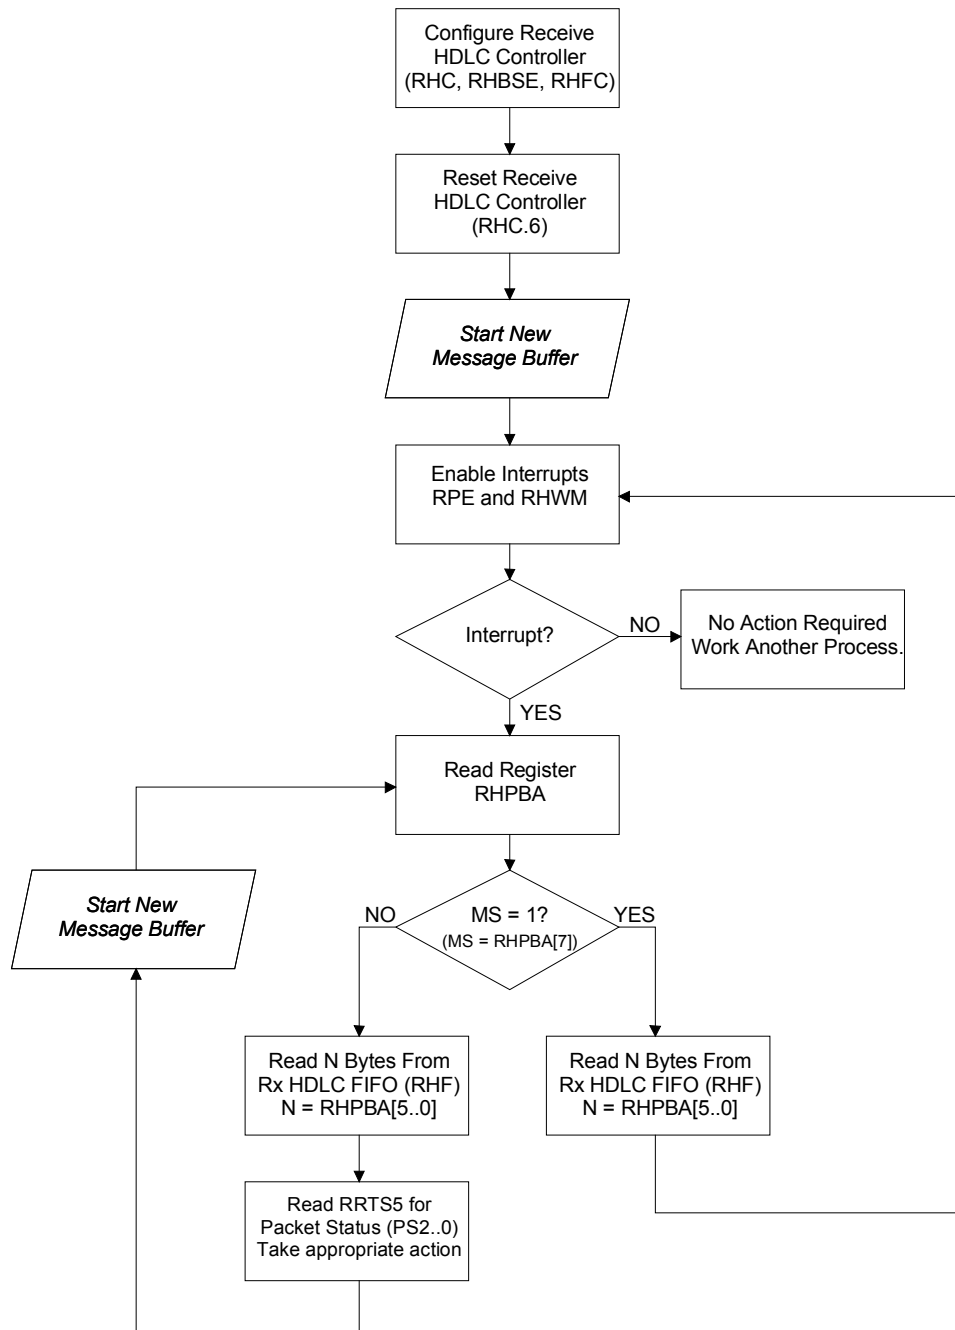 Configure Receive
HDLC Controller
(RHC, RHBSE, RHFC)
Reset Receive
HDLC Controller
(RHC.6)
Start New
Message Buffer
Enable Interrupts
RPE and RHWM
Interrupt?
NO
No Action Required
Work Another Process.
YES
Read Register
RHPBA
Start New
Message Buffer
NO
MS = 1?
(MS = RHPBA[7])
YES
Read N Bytes From
Rx HDLC FIFO (RHF)
N = RHPBA[5..0]
Read N Bytes From
Rx HDLC FIFO (RHF)
N = RHPBA[5..0]
Read RRTS5 for
Packet Status (PS2..0)
Take appropriate action